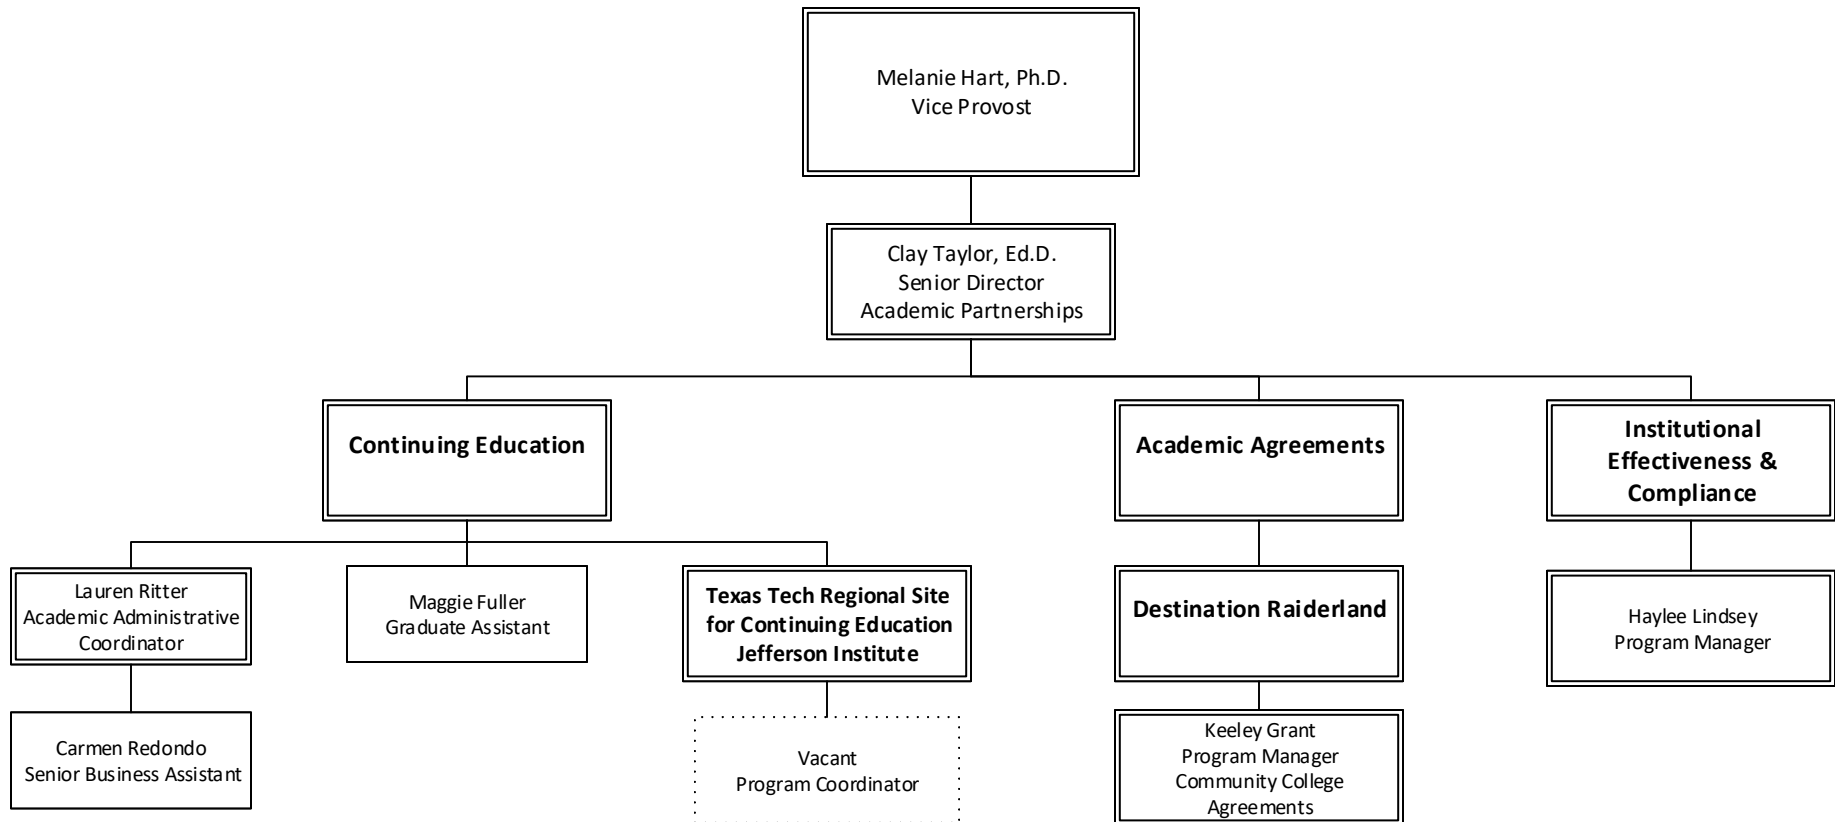 Melanie Hart, Ph.D.
Vice Provost
Clay Taylor, Ed.D.
Senior Director
Academic Partnerships
Continuing Education
Academic Agreements
Institutional
Effectiveness &
Compliance
Lauren Ritter
Academic Administrative
Coordinator
Maggie Fuller
Graduate Assistant
Texas Tech Regional Site
for Continuing Education
Jefferson Institute
Destination Raiderland
Haylee Lindsey
Program Manager
Carmen Redondo
Senior Business Assistant
Vacant
Program Coordinator
Keeley Grant
Program Manager
Community College
Agreements